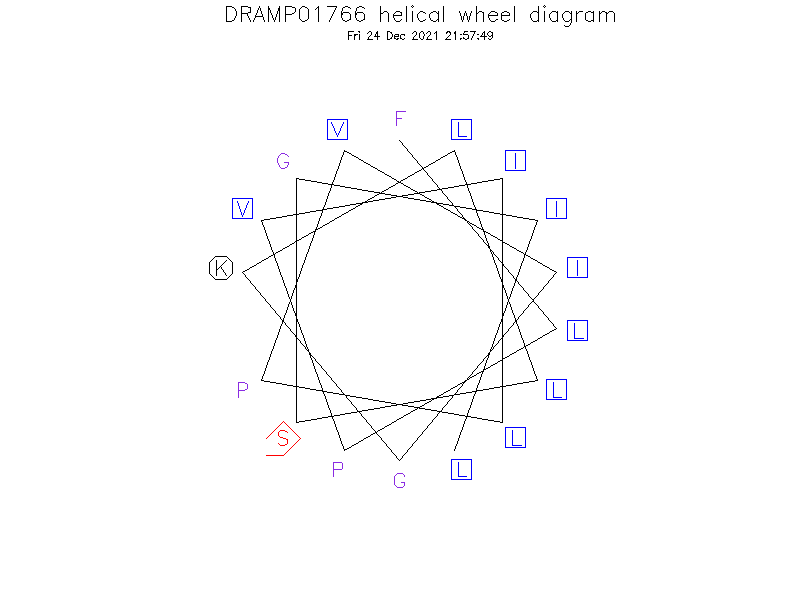 DRAMP01766 helical wheel diagram
Fri 24 Dec 2021 21:57:49
F
V L
G I
V I
K I
L
P L
S L
P L
G